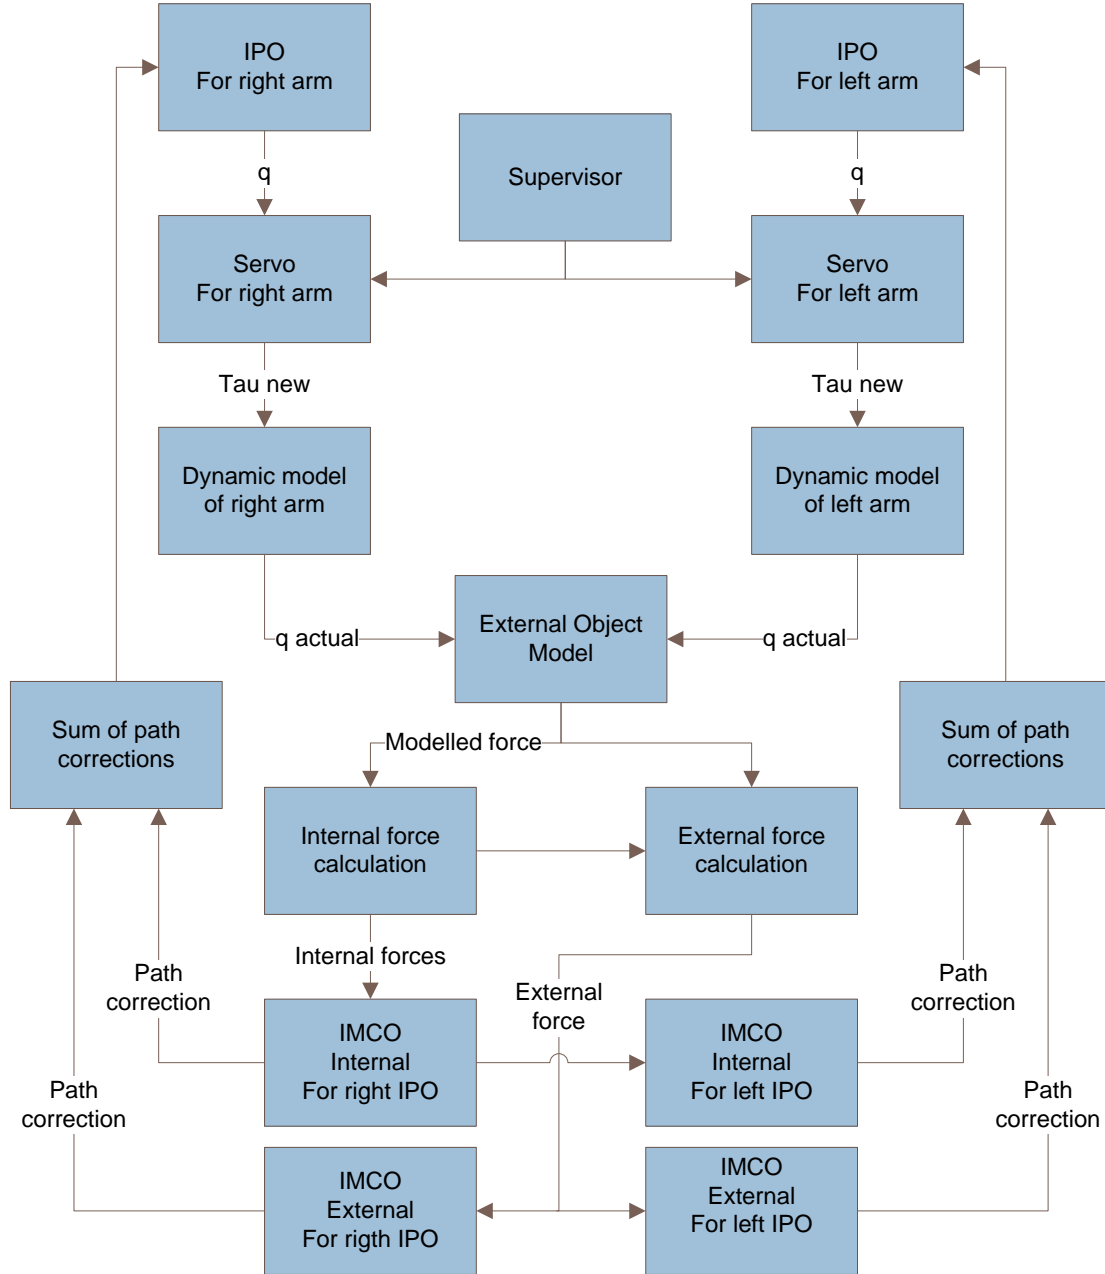 IPO
For right arm
IPO
For left arm
Supervisor
q
q
Servo
For right arm
Servo
For left arm
Tau new
Tau new
Dynamic model
of right arm
Dynamic model
of left arm
External Object
Model
q actual
q actual
Sum of path
corrections
Sum of path
corrections
Modelled force
Internal force
calculation
External force
calculation
Internal forces
Path
correction
External
force
Path
correction
IMCO
Internal
For right IPO
IMCO
Internal
For left IPO
Path
correction
Path
correction
IMCO
External
For rigth IPO
IMCO
External
For left IPO